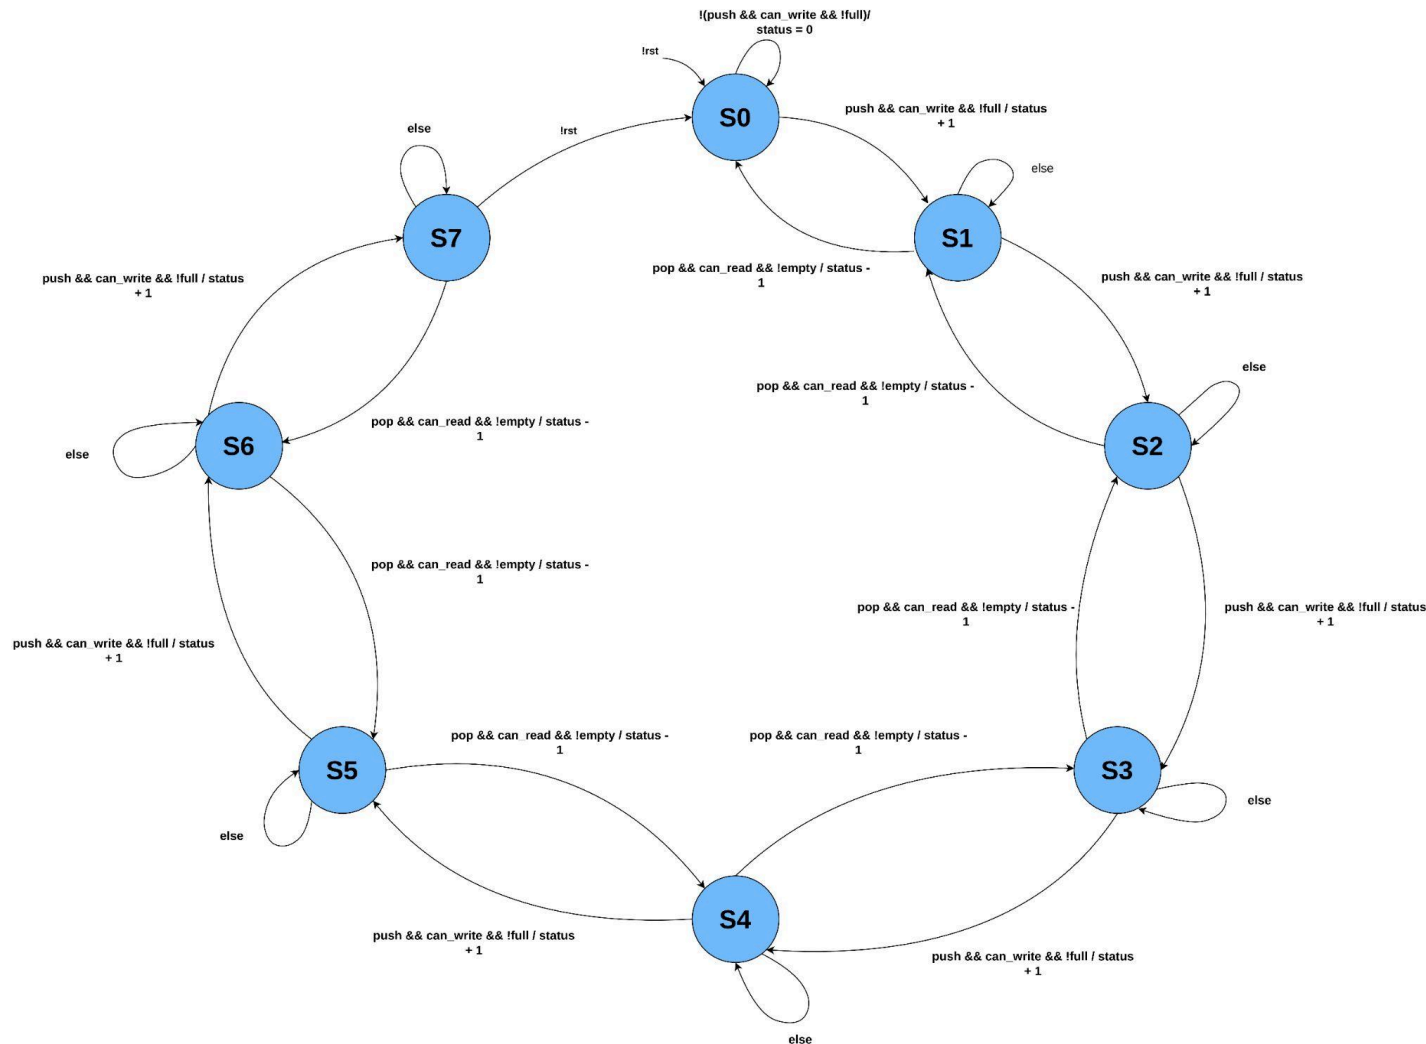 !(push && can_write && !full)/
status = 0
!rst
S0
push && can_write && !full / status
+ 1
else
!rst
else
S7
S1
pop && can_read && !empty / status -
1
push && can_write && !full / status
+ 1
push && can_write && !full / status
+ 1
else
pop && can_read && !empty / status -
1
pop && can_read && !empty / status -
1
else
S6
S2
pop && can_read && !empty / status -
1
pop && can_read && !empty / status -
1
push && can_write && !full / status
+ 1
push && can_write && !full / status
+ 1
pop && can_read && !empty / status -
1
pop && can_read && !empty / status -
1
S5
S3
else
else
S4
push && can_write && !full / status
+ 1
push && can_write && !full / status
+ 1
else